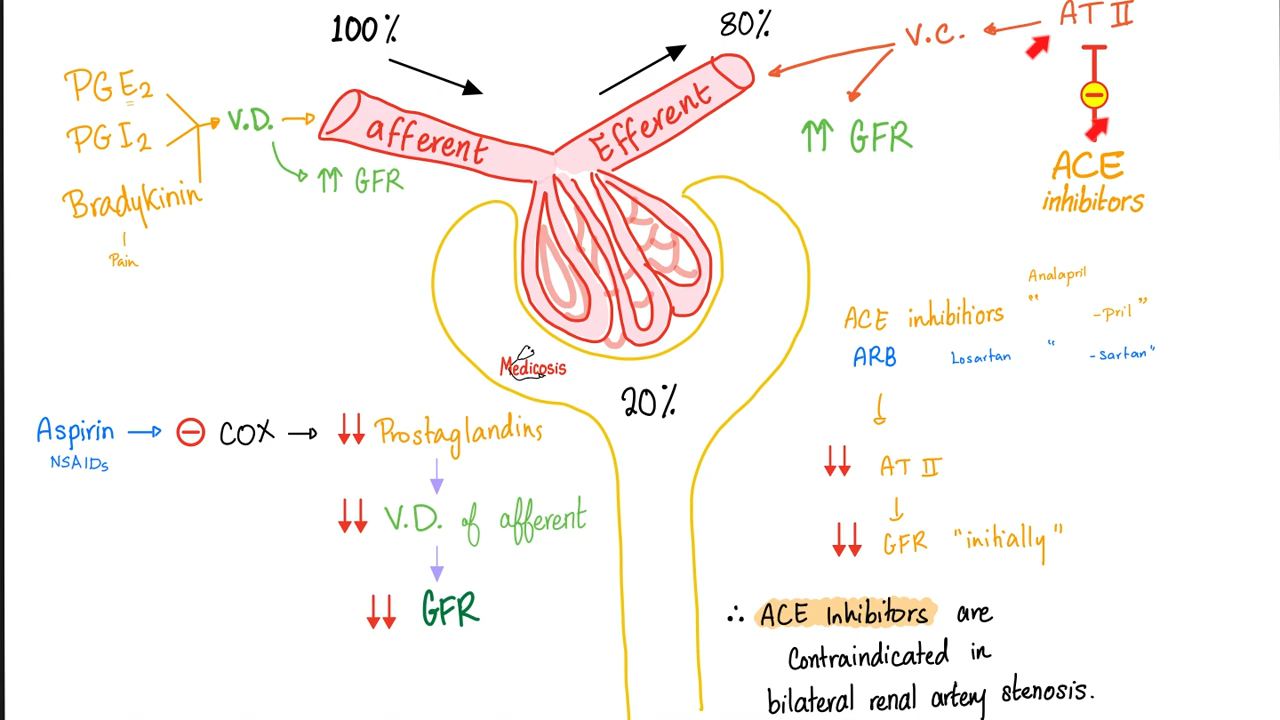 100%
80%
AT II
V.C.
PGE2
V.D.
PGI2
↑↑ GFR
Bradykinin
Pain
afferent
Efferent
↑↑ GFR
ACE
inhibitors
Analapril
ACE inhibitiors " -Pril"
ARB Losartan " -sartan"
Medicosis
20%
Aspirin → ⊖ COX → ↓↓ Prostaglandins
NSAIDs
↓↓ V.D. of afferent
↓↓ GFR
↓↓ AT II
↓↓ GFR "initially"
∴ ACE Inhibitors are
Contraindicated in
bilateral renal artery stenosis.